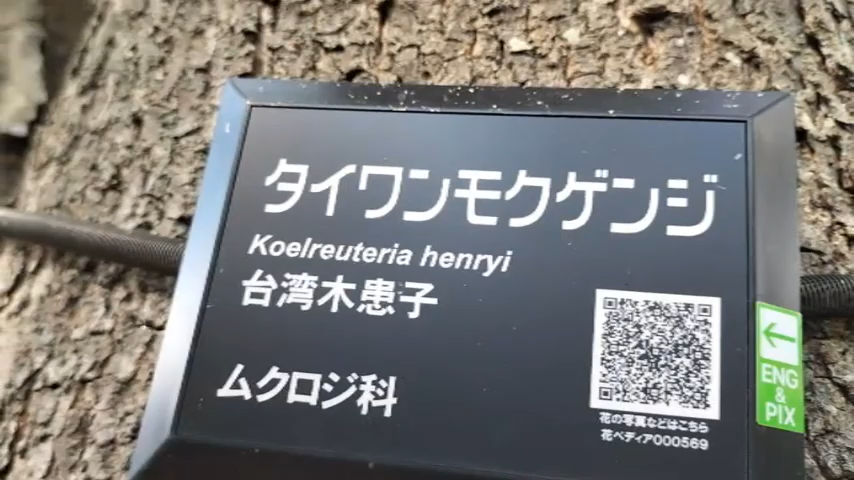 タイワンモクゲンジ
Koelreuteria henryi
台湾木患子
ムクロジ科
花の写真などはこちら
花ペディア000569
ENG
&
PIX